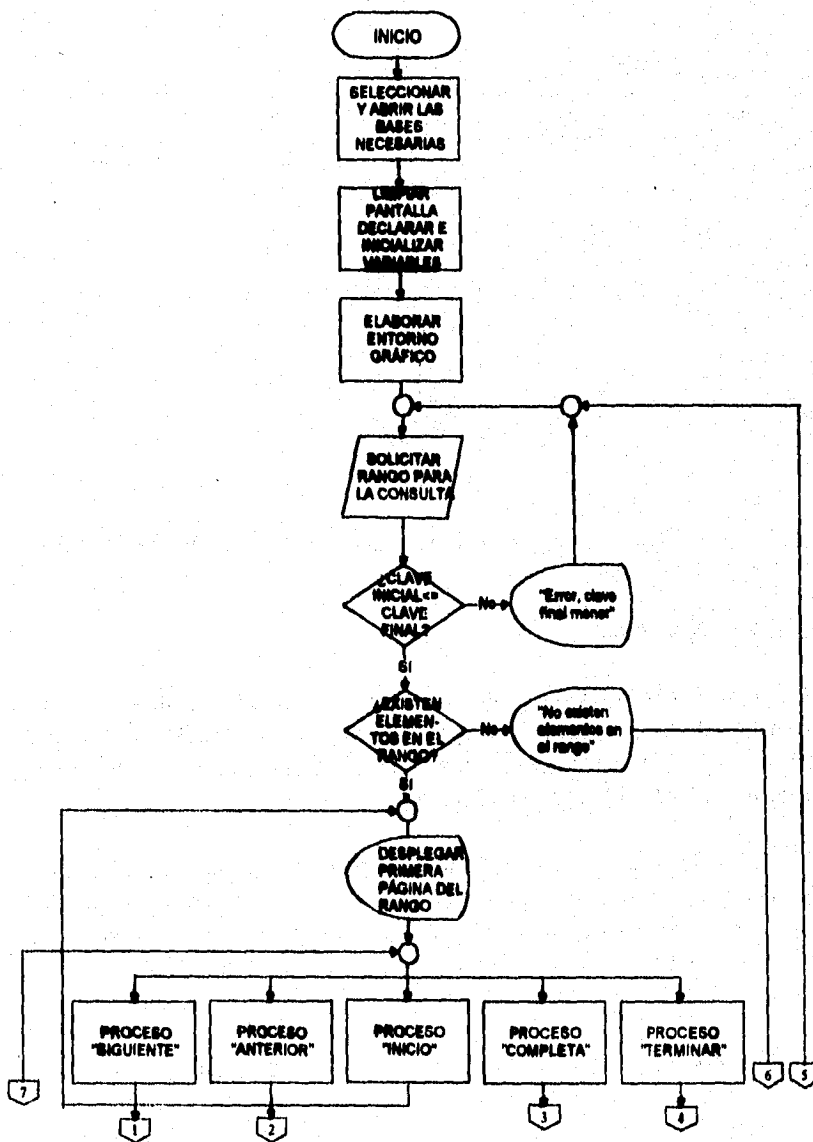 INICIO
SELECCIONAR
Y ABRIR LAS
BASES
NECESARIAS
LIMPIAR
PANTALLA
DECLARAR E
INICIALIZAR
VARIABLES
ELABORAR
ENTORNO
GRÁFICO
SOLICITAR
RANGO PARA
LA CONSULTA
¿CLAVE
INICIAL<=
CLAVE
FINAL?
No
"Error, clave
final menor"
SI
¿EXISTEN
ELEMEN-
TOS EN EL
RANGO?
No
"No existen
elementos en
el rango"
SI
DESPLEGAR
PRIMERA
PÁGINA DEL
RANGO
PROCESO
"SIGUIENTE"
PROCESO
"ANTERIOR"
PROCESO
"INICIO"
PROCESO
"COMPLETA"
PROCESO
"TERMINAR"
7
6
5
1
2
3
4